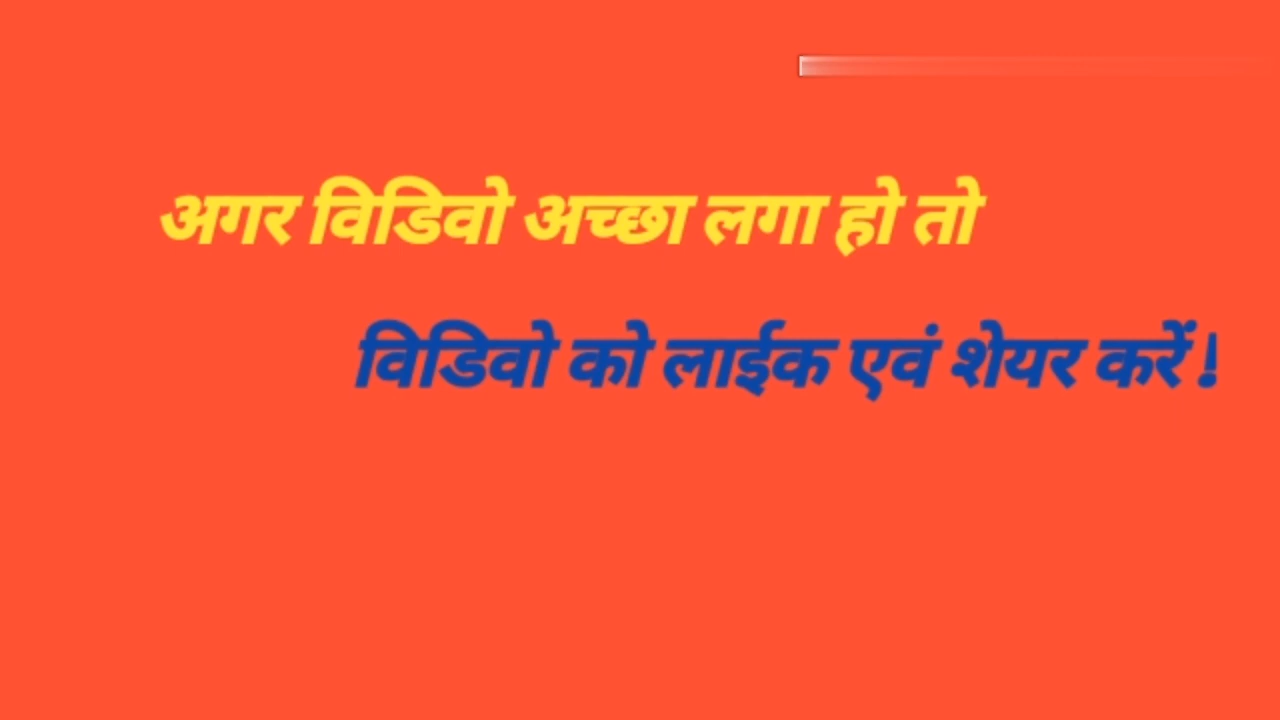 अगर विडिवो अच्छा लगा हो तो
विडिवो को लाईक एवं शेयर करें !